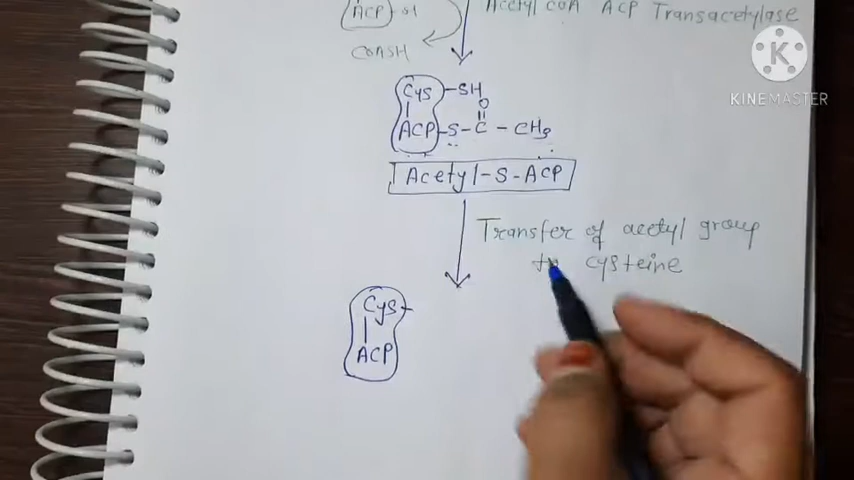 ACP SH
Acetyl COA ACP Transacetylase
COASH
K
KINEMASTER
Cys - SH
O
ACP - S - C - CH3
Acetyl-S-ACP
Transfer of acetyl group
to cysteine
Cys
ACP